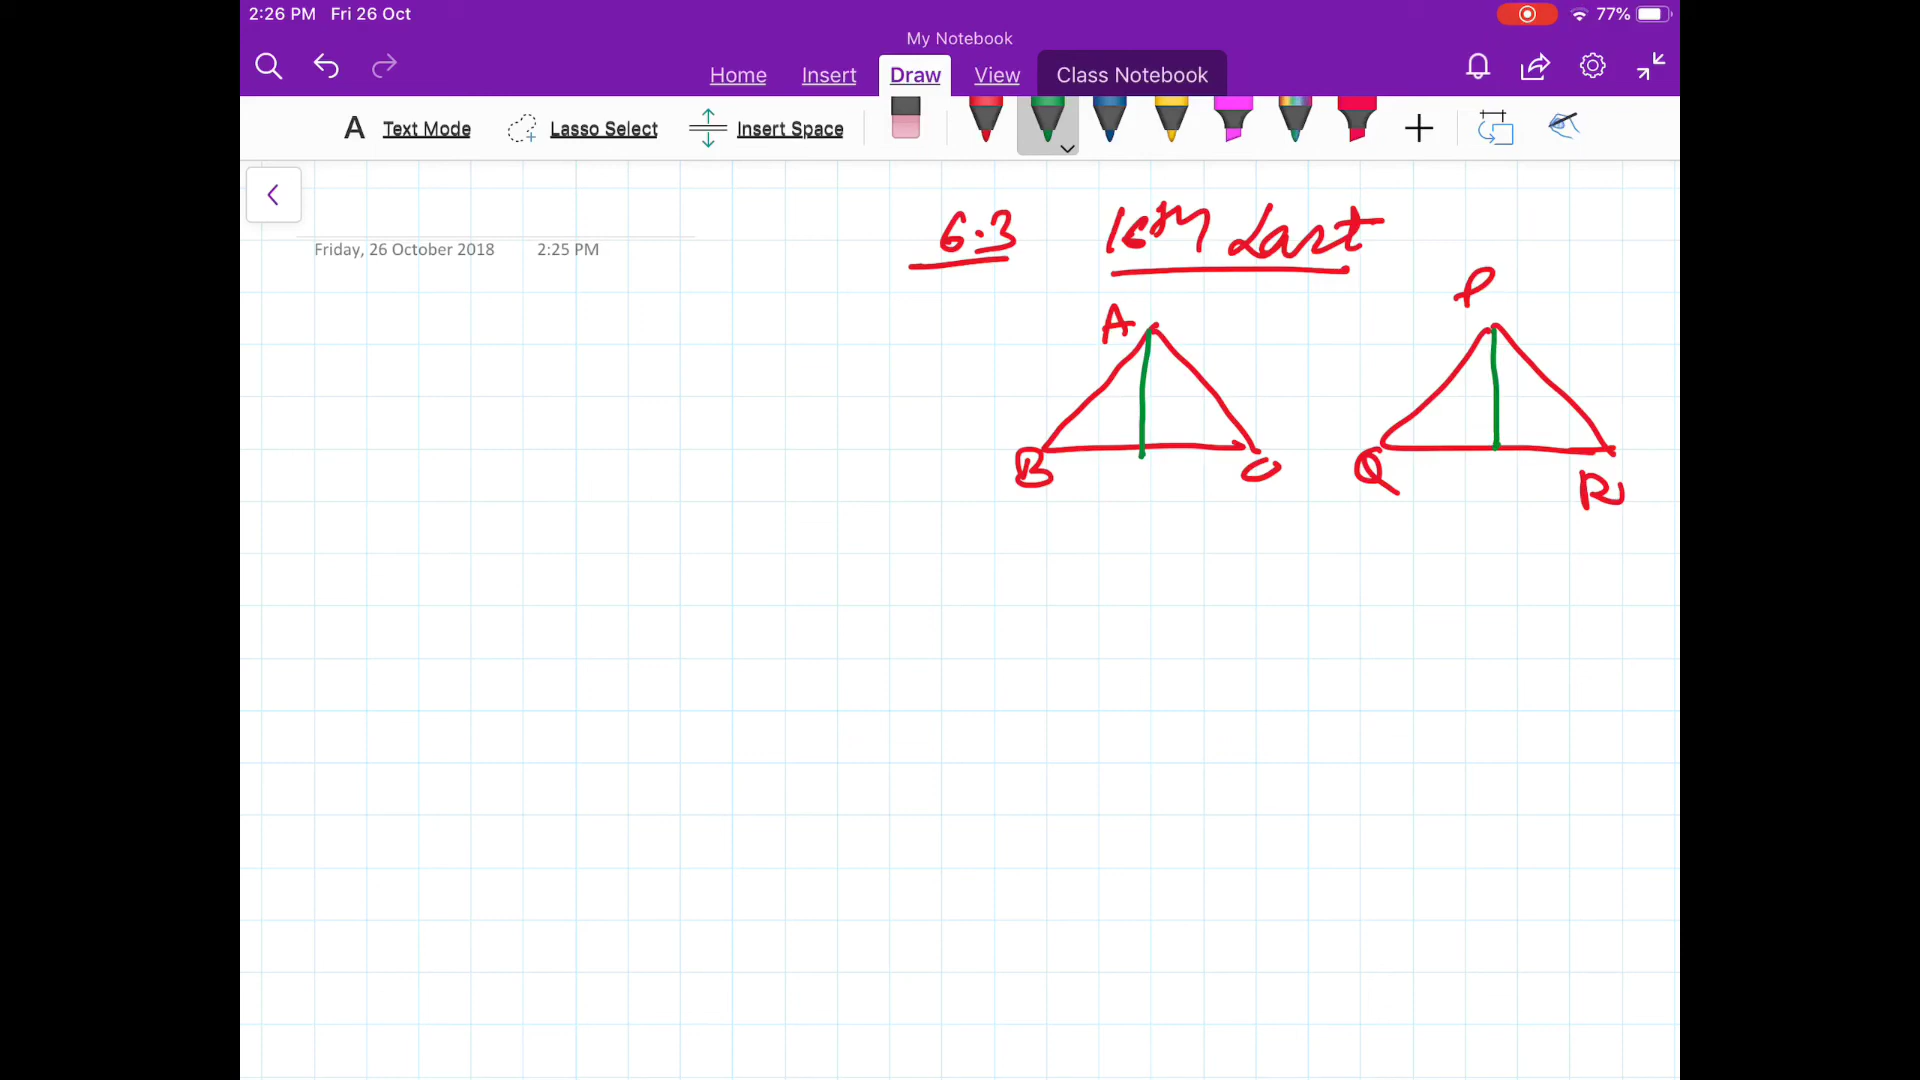 2:26 PM Fri 26 Oct 77%
My Notebook
Home Insert Draw View Class Notebook
A Text Mode Lasso Select Insert Space
6.3 16th Last
Friday, 26 October 2018 2:25 PM
P
A
B C Q R